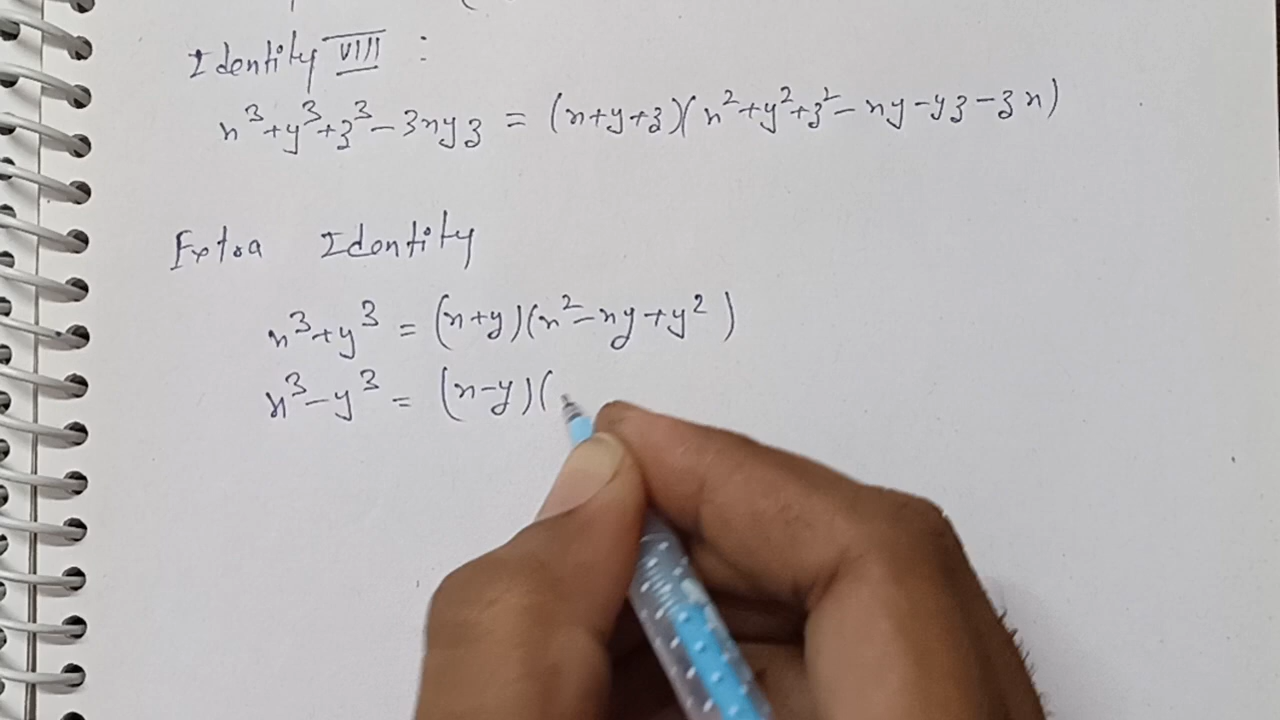 Identity VIII :
x³+y³+z³-3xyz = (x+y+z)(x²+y²+z²-xy-yz-zx)
Extra Identity
x³+y³ = (x+y)(x²-xy+y²)
x³-y³ = (x-y)(